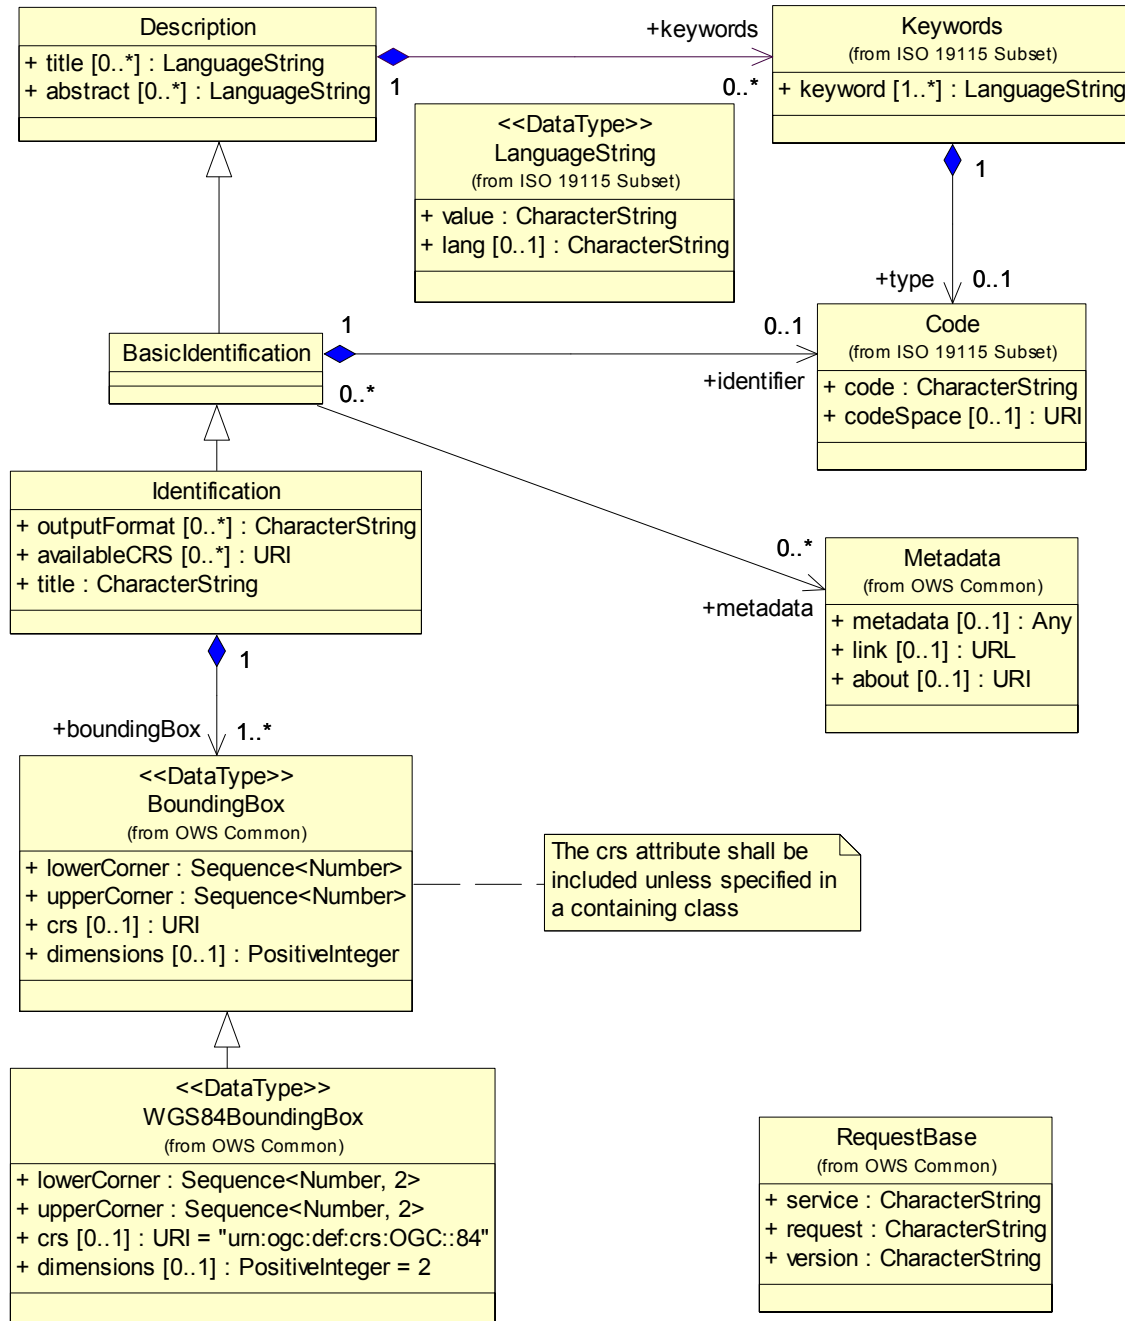 Description
+ title [0..*] : LanguageString
+ abstract [0..*] : LanguageString
+keywords
1
0..*
Keywords
(from ISO 19115 Subset)
+ keyword [1..*] : LanguageString
<<DataType>>
LanguageString
(from ISO 19115 Subset)
+ value : CharacterString
+ lang [0..1] : CharacterString
1
+type
0..1
BasicIdentification
1
0..1
+identifier
0..*
Code
(from ISO 19115 Subset)
+ code : CharacterString
+ codeSpace [0..1] : URI
Identification
+ outputFormat [0..*] : CharacterString
+ availableCRS [0..*] : URI
+ title : CharacterString
0..*
+metadata
Metadata
(from OWS Common)
+ metadata [0..1] : Any
+ link [0..1] : URL
+ about [0..1] : URI
1
+boundingBox
1..*
<<DataType>>
BoundingBox
(from OWS Common)
+ lowerCorner : Sequence<Number>
+ upperCorner : Sequence<Number>
+ crs [0..1] : URI
+ dimensions [0..1] : PositiveInteger
The crs attribute shall be
included unless specified in
a containing class
<<DataType>>
WGS84BoundingBox
(from OWS Common)
+ lowerCorner : Sequence<Number, 2>
+ upperCorner : Sequence<Number, 2>
+ crs [0..1] : URI = "urn:ogc:def:crs:OGC::84"
+ dimensions [0..1] : PositiveInteger = 2
RequestBase
(from OWS Common)
+ service : CharacterString
+ request : CharacterString
+ version : CharacterString